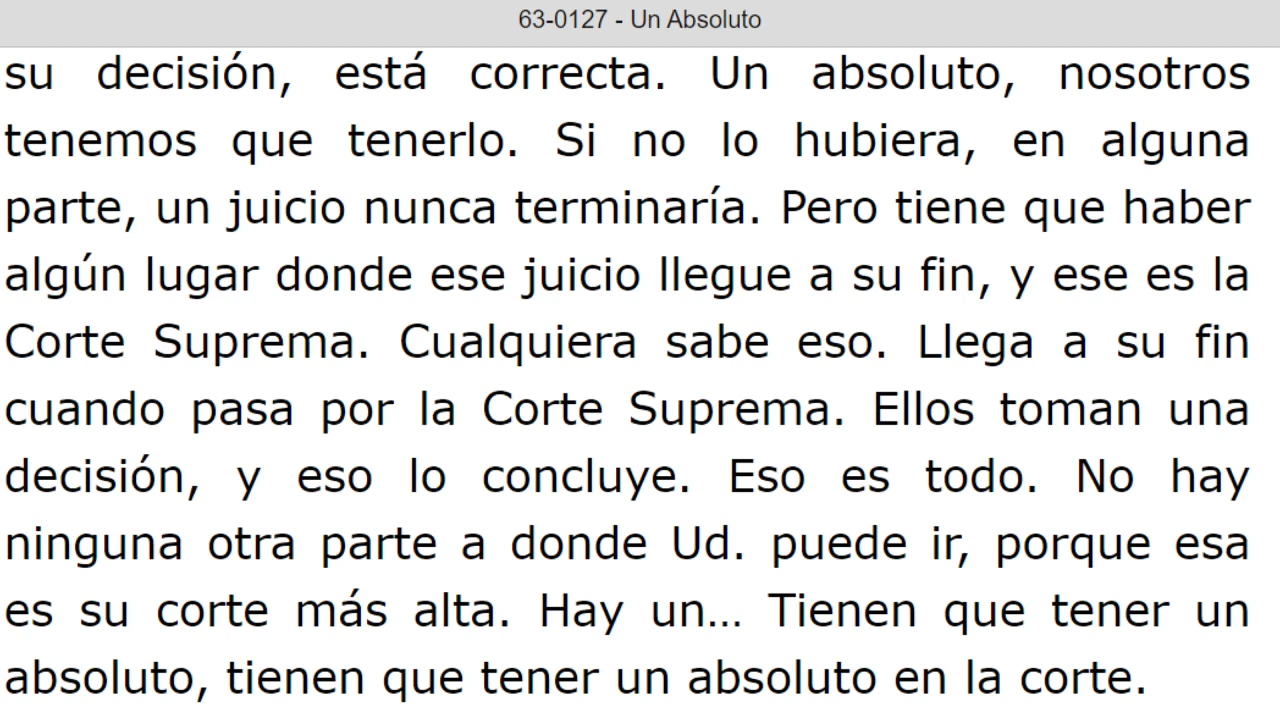 63-0127 - Un Absoluto
su decisión, está correcta. Un absoluto, nosotros
tenemos que tenerlo. Si no lo hubiera, en alguna
parte, un juicio nunca terminaría. Pero tiene que haber
algún lugar donde ese juicio llegue a su fin, y ese es la
Corte Suprema. Cualquiera sabe eso. Llega a su fin
cuando pasa por la Corte Suprema. Ellos toman una
decisión, y eso lo concluye. Eso es todo. No hay
ninguna otra parte a donde Ud. puede ir, porque esa
es su corte más alta. Hay un... Tienen que tener un
absoluto, tienen que tener un absoluto en la corte.